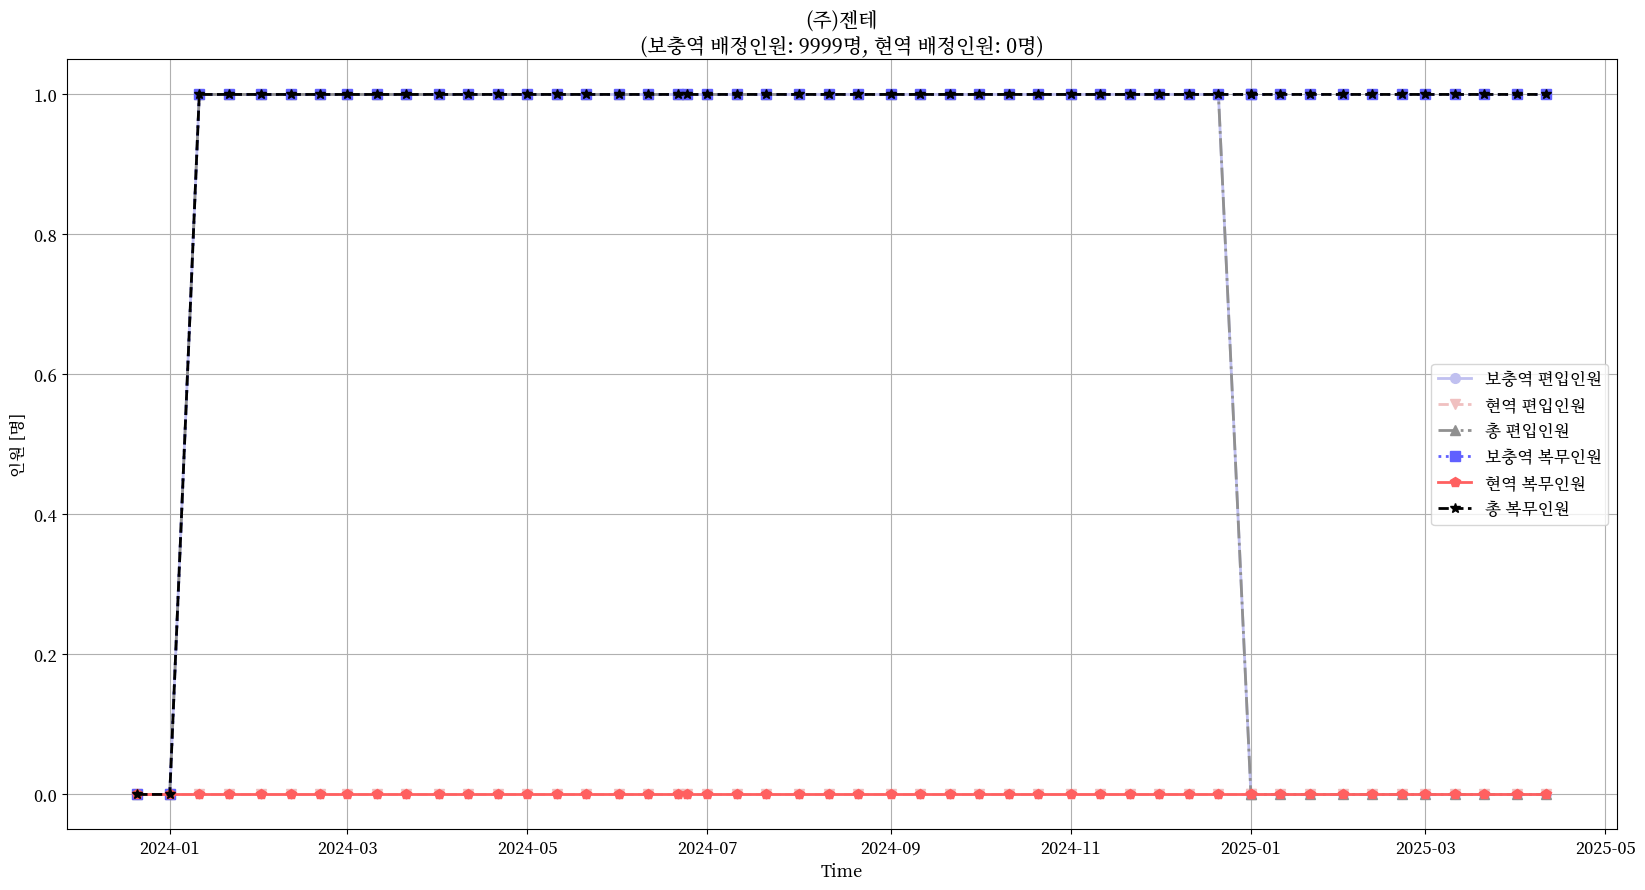 (주)젠테
(보충역 배정인원: 9999명, 현역 배정인원: 0명)
인원 [명]
1.0
0.8
0.6
0.4
0.2
0.0
보충역 편입인원
현역 편입인원
총 편입인원
보충역 복무인원
현역 복무인원
총 복무인원
2024-01
2024-03
2024-05
2024-07
2024-09
2024-11
2025-01
2025-03
2025-05
Time